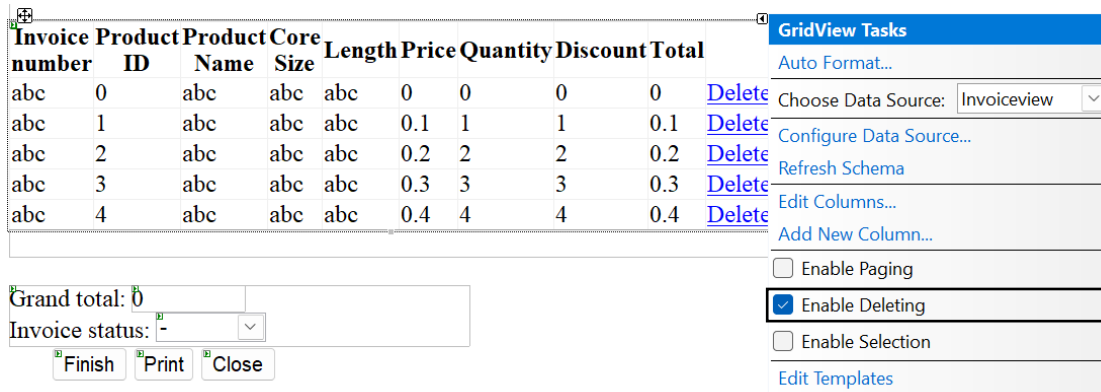 Invoice number Product ID Product Name Core Size Length Price Quantity Discount Total
abc 0 abc abc abc 0 0 0 0 Delete
abc 1 abc abc abc 0.1 1 1 0.1 Delete
abc 2 abc abc abc 0.2 2 2 0.2 Delete
abc 3 abc abc abc 0.3 3 3 0.3 Delete
abc 4 abc abc abc 0.4 4 4 0.4 Delete
Grand total: 0
Invoice status: -
Finish Print Close
GridView Tasks
Auto Format...
Choose Data Source: Invoiceview
Configure Data Source...
Refresh Schema
Edit Columns...
Add New Column...
Enable Paging
Enable Deleting
Enable Selection
Edit Templates